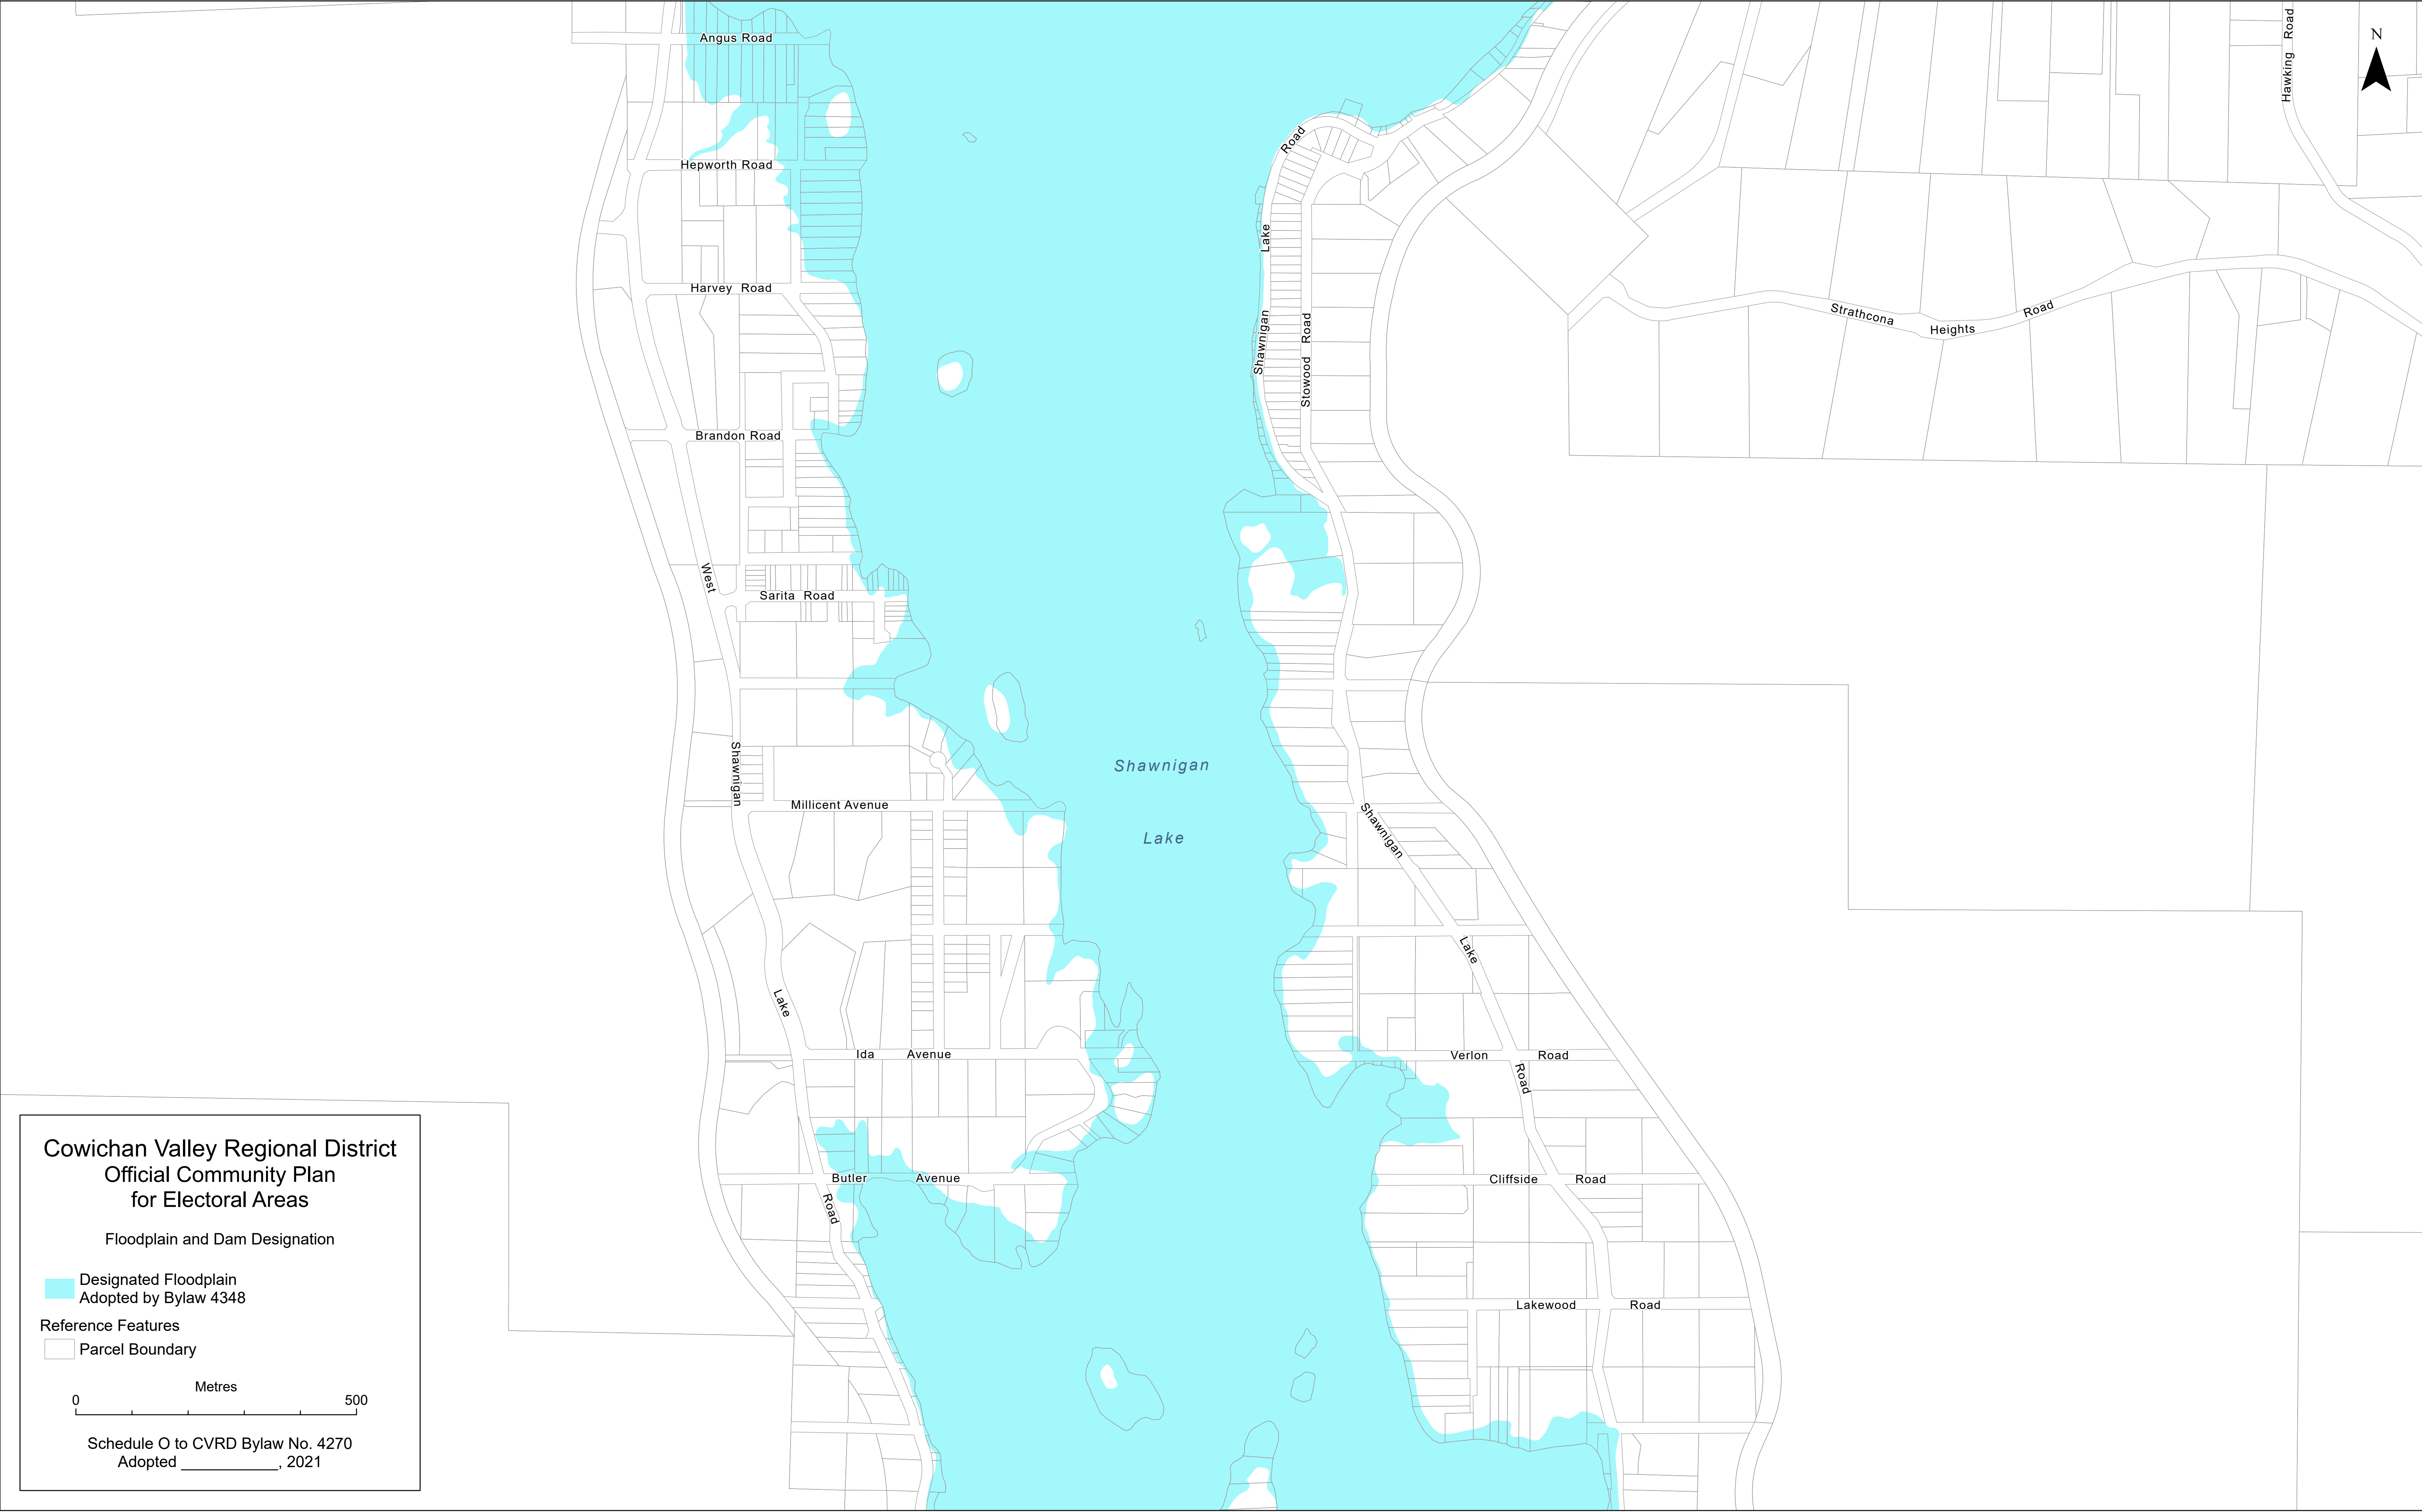 Angus Road
Hawking Road
N
Hepworth Road
Road
Lake
Shawnigan
Stowood Road
Harvey Road
Strathcona
Heights
Road
Brandon Road
West
Sarita Road
Shawnigan
Shawnigan
Lake
Millicent Avenue
Shawnigan
Lake
Lake
Ida Avenue
Verlon Road
Road
Butler Avenue
Cliffside Road
Road
Lakewood Road
Cowichan Valley Regional District
Official Community Plan
for Electoral Areas
Floodplain and Dam Designation
Designated Floodplain
Adopted by Bylaw 4348
Reference Features
Parcel Boundary
Metres
0 500
Schedule O to CVRD Bylaw No. 4270
Adopted ____________, 2021